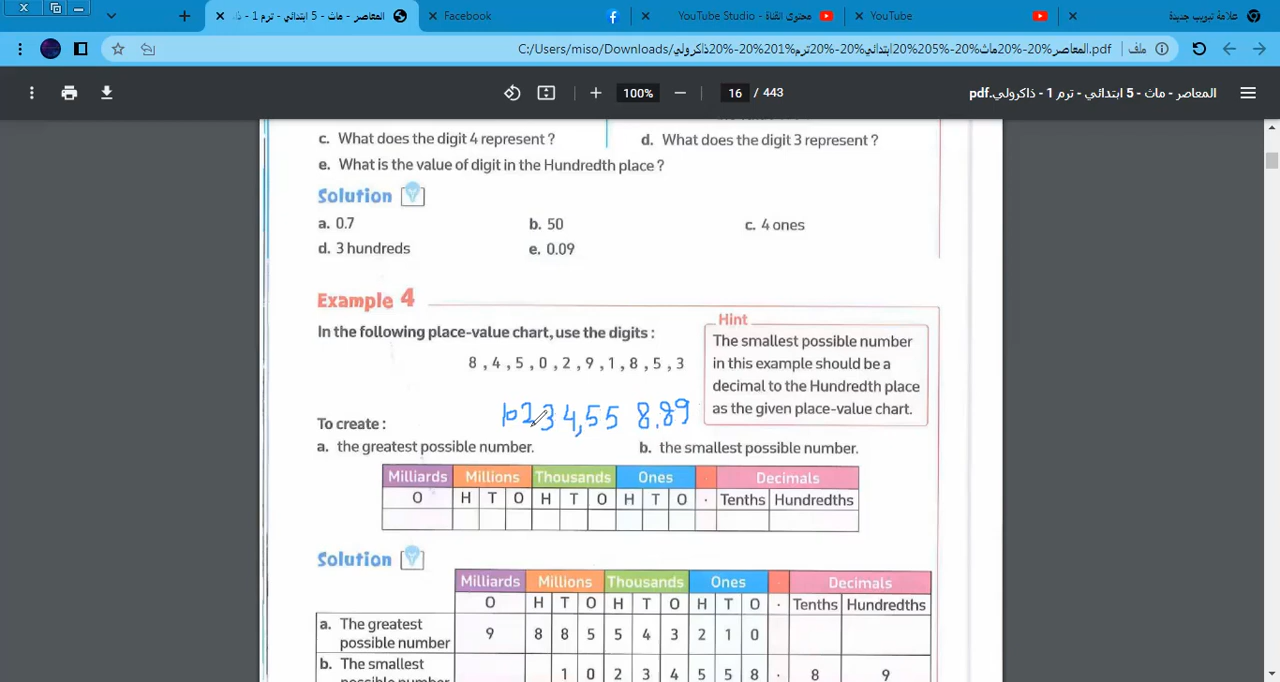 المعاصر - ماث - 5 ابتدائي - ترم 1 - ذ
Facebook
محتوى القناة - YouTube Studio
YouTube
علامة تبويب جديدة
C:/Users/miso/Downloads/المعاصر%20-%20ماث%20-%205%20ابتدائي%20-%20ترم%201%20-%20ذاكرولي.pdf
ملف
100%
16 / 443
المعاصر - ماث - 5 ابتدائي - ترم 1 - ذاكرولي.pdf
c. What does the digit 4 represent ?
d. What does the digit 3 represent ?
e. What is the value of digit in the Hundredth place ?
Solution
a. 0.7 b. 50 c. 4 ones
d. 3 hundreds e. 0.09
Example 4
In the following place-value chart, use the digits :
8 , 4 , 5 , 0 , 2 , 9 , 1 , 8 , 5 , 3
Hint
The smallest possible number
in this example should be a
decimal to the Hundredth place
as the given place-value chart.
10234,558.89
To create :
a. the greatest possible number.
b. the smallest possible number.
Milliards Millions Thousands Ones . Decimals
O H T O H T O H T O . Tenths Hundredths
Solution
Milliards Millions Thousands Ones . Decimals
O H T O H T O H T O . Tenths Hundredths
a. The greatest possible number 9 8 8 5 5 4 3 2 1 0
b. The smallest 1 0 2 3 4 5 5 8 . 8 9